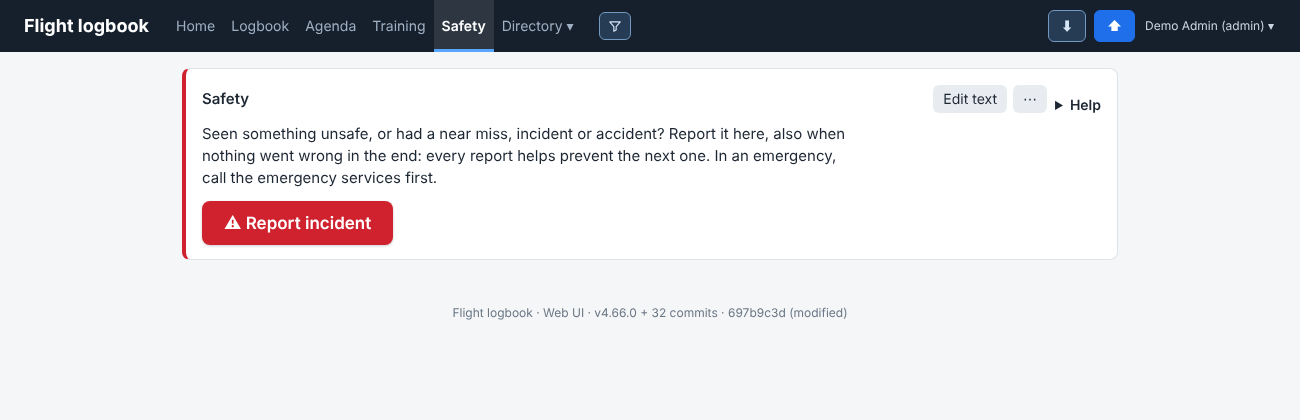 Flight logbook Home Logbook Agenda Training Safety Directory ▾ Demo Admin (admin) ▾
Safety Edit text ··· ▶ Help
Seen something unsafe, or had a near miss, incident or accident? Report it here, also when
nothing went wrong in the end: every report helps prevent the next one. In an emergency,
call the emergency services first.
Report incident
Flight logbook · Web UI · v4.66.0 + 32 commits · 697b9c3d (modified)